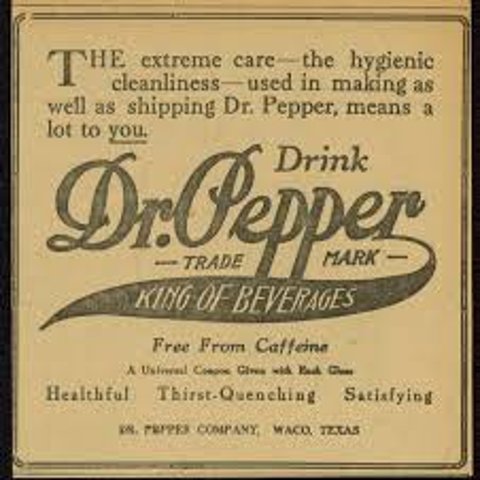 THE extreme care—the hygienic
cleanliness—used in making as
well as shipping Dr. Pepper, means a
lot to you.
Drink
Dr. Pepper
— TRADE MARK —
KING OF BEVERAGES
Free From Caffeine
A Universal Coupon Given with Each Glass
Healthful Thirst-Quenching Satisfying
DR. PEPPER COMPANY, WACO, TEXAS